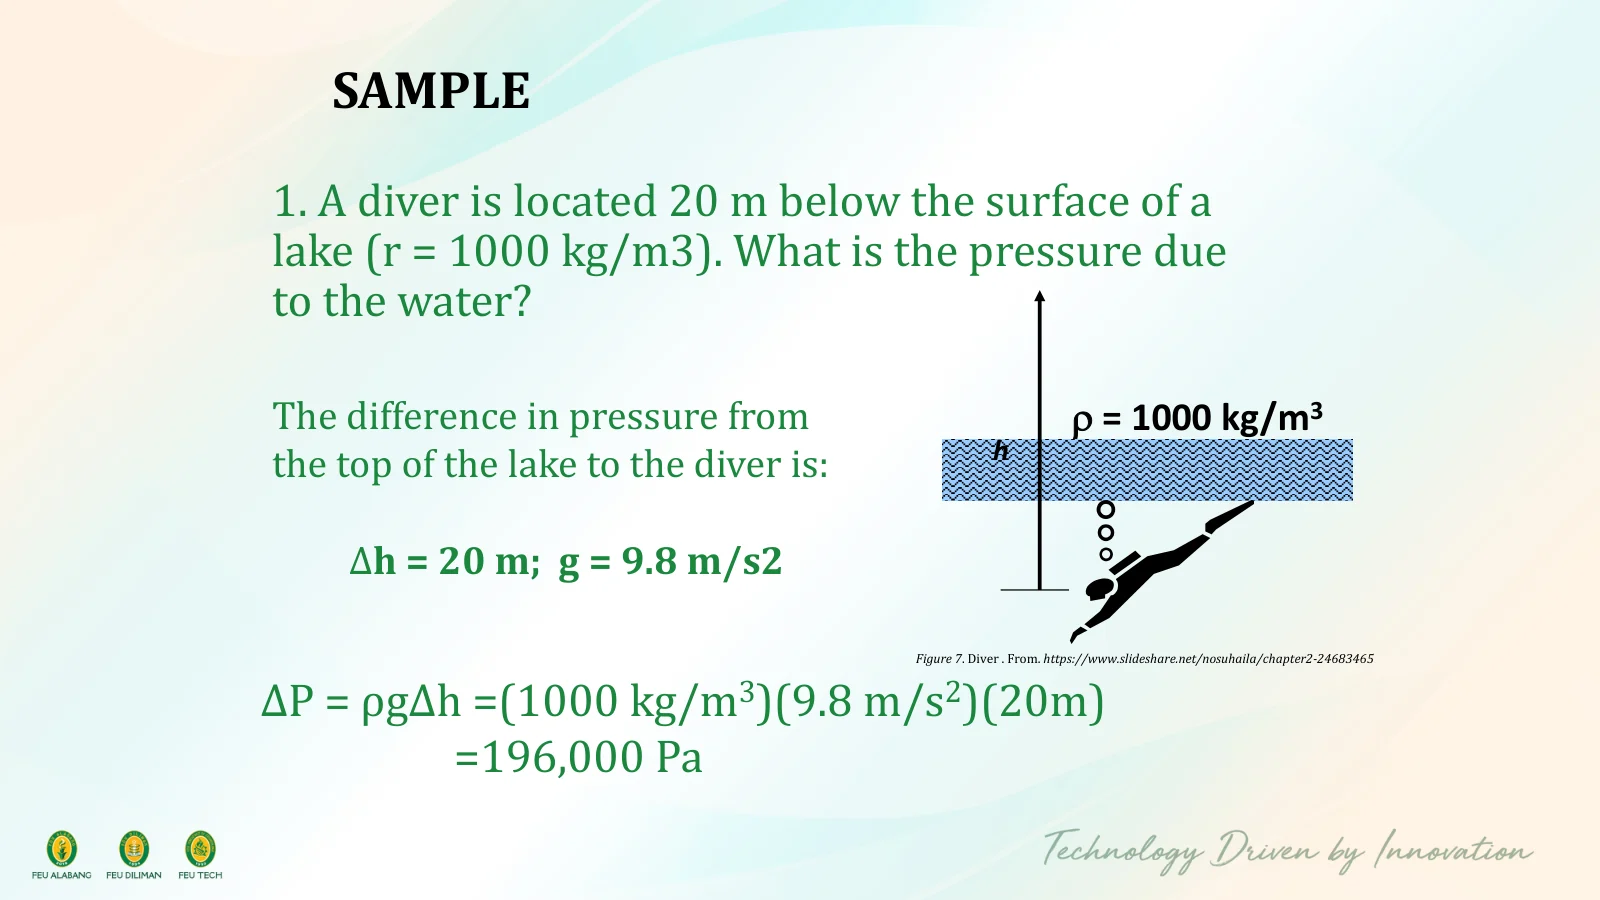 SAMPLE
1. A diver is located 20 m below the surface of a
lake (r = 1000 kg/m3). What is the pressure due
to the water?
The difference in pressure from
the top of the lake to the diver is:
Δh = 20 m;  g = 9.8 m/s2
ρ = 1000 kg/m³
h
Figure 7. Diver . From. https://www.slideshare.net/nosuhaila/chapter2-24683465
ΔP = ρgΔh =(1000 kg/m³)(9.8 m/s²)(20m)
=196,000 Pa
FEU ALABANG FEU DILIMAN FEU TECH
Technology Driven by Innovation